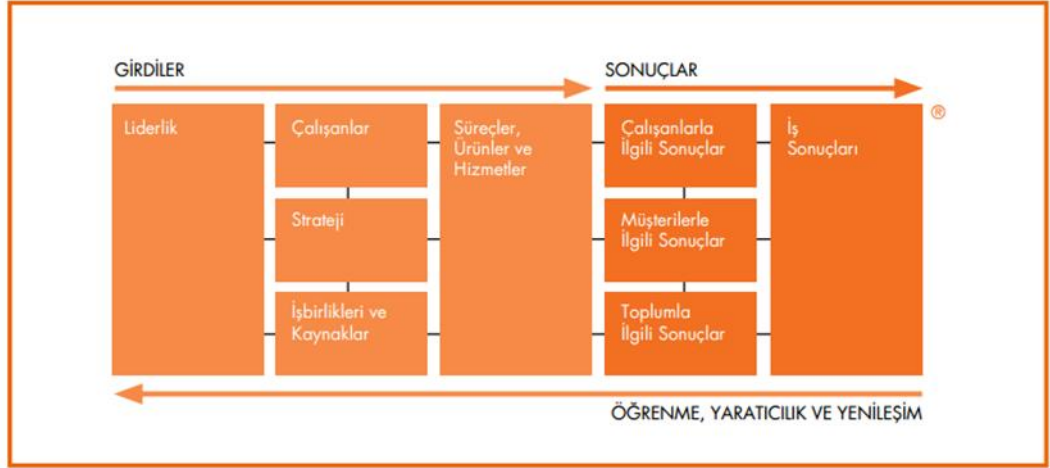 GİRDİLER
SONUÇLAR
Liderlik
Çalışanlar
Süreçler,
Ürünler ve
Hizmetler
Çalışanlarla
İlgili Sonuçlar
İş
Sonuçları
®
Strateji
Müşterilerle
İlgili Sonuçlar
İşbirlikleri ve
Kaynaklar
Toplumla
İlgili Sonuçlar
ÖĞRENME, YARATICILIK VE YENİLEŞİM